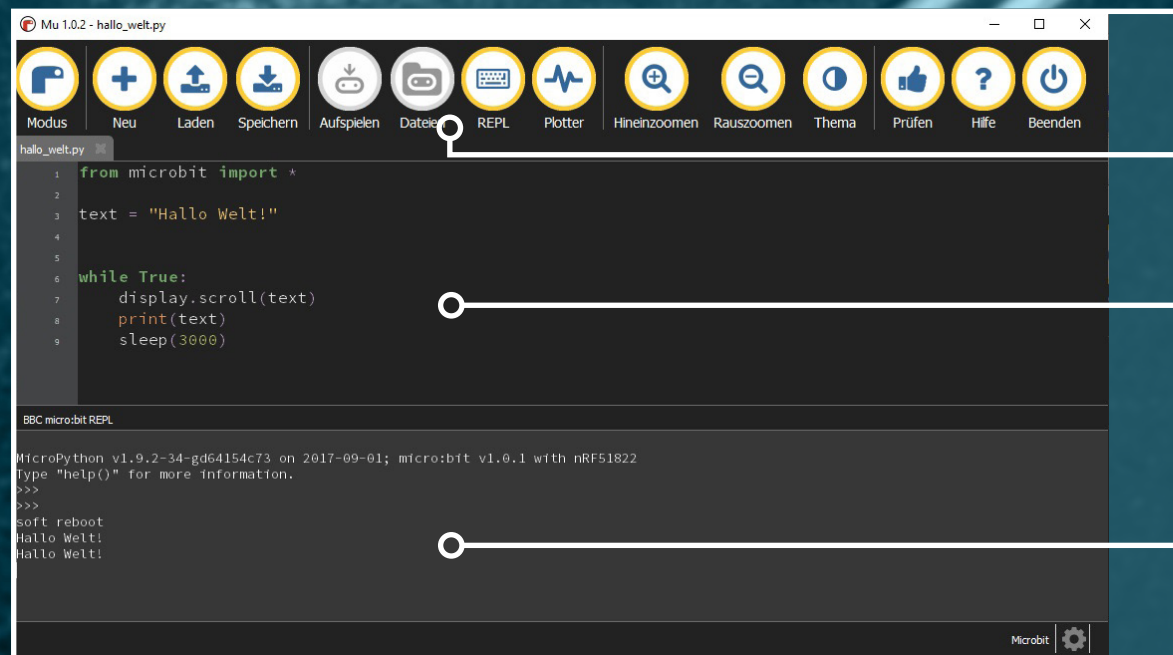 Mu 1.0.2 - hallo_welt.py
Modus Neu Laden Speichern Aufspielen Dateien REPL Plotter Hineinzoomen Rauszoomen Thema Prüfen Hilfe Beenden
hallo_welt.py
1 from microbit import *
2
3 text = "Hallo Welt!"
4
5
6 while True:
7 display.scroll(text)
8 print(text)
9 sleep(3000)
BBC micro:bit REPL
MicroPython v1.9.2-34-gd64154c73 on 2017-09-01; micro:bit v1.0.1 with nRF51822
Type "help()" for more information.
>>>
>>>
soft reboot
Hallo Welt!
Hallo Welt!
Microbit